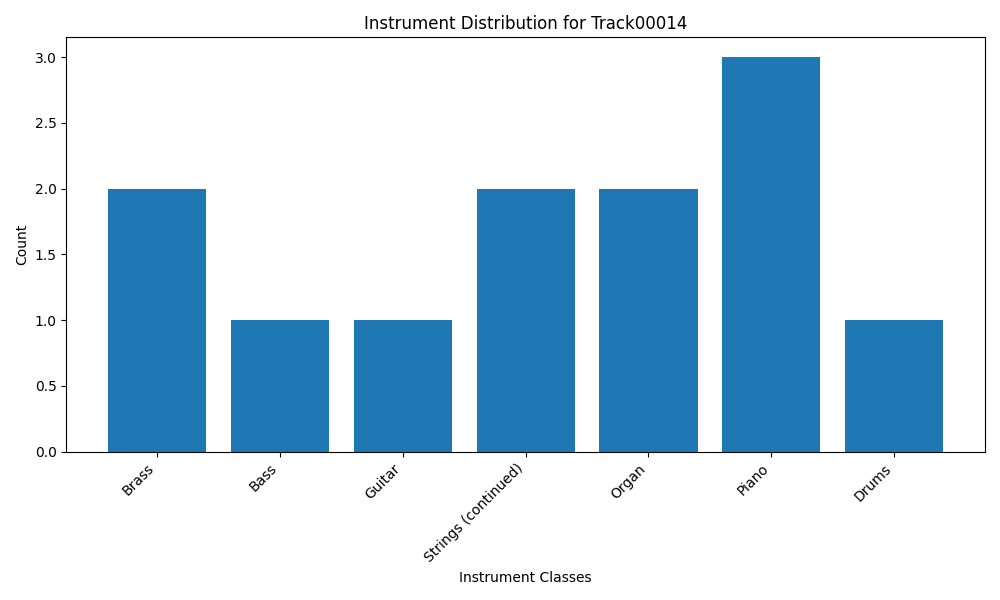 Instrument Distribution for Track00014
Count
3.0
2.5
2.0
1.5
1.0
0.5
0.0
Brass
Bass
Guitar
Strings (continued)
Organ
Piano
Drums
Instrument Classes